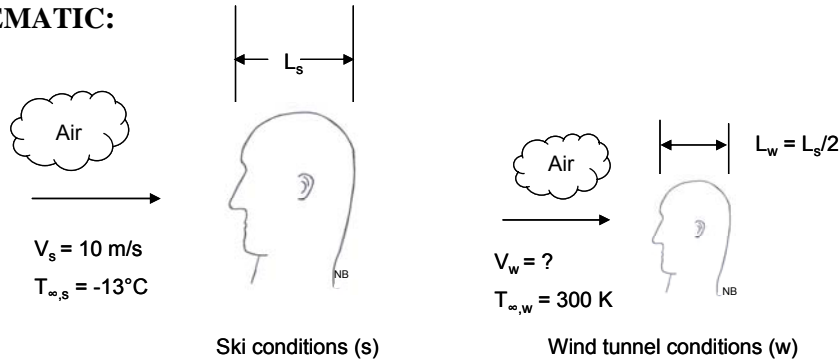 EMATIC:
Lₛ
Air
Vₛ = 10 m/s
T∞,ₛ = -13°C
NB
Ski conditions (s)
Air
L_w = Lₛ/2
V_w = ?
T∞,w = 300 K
NB
Wind tunnel conditions (w)